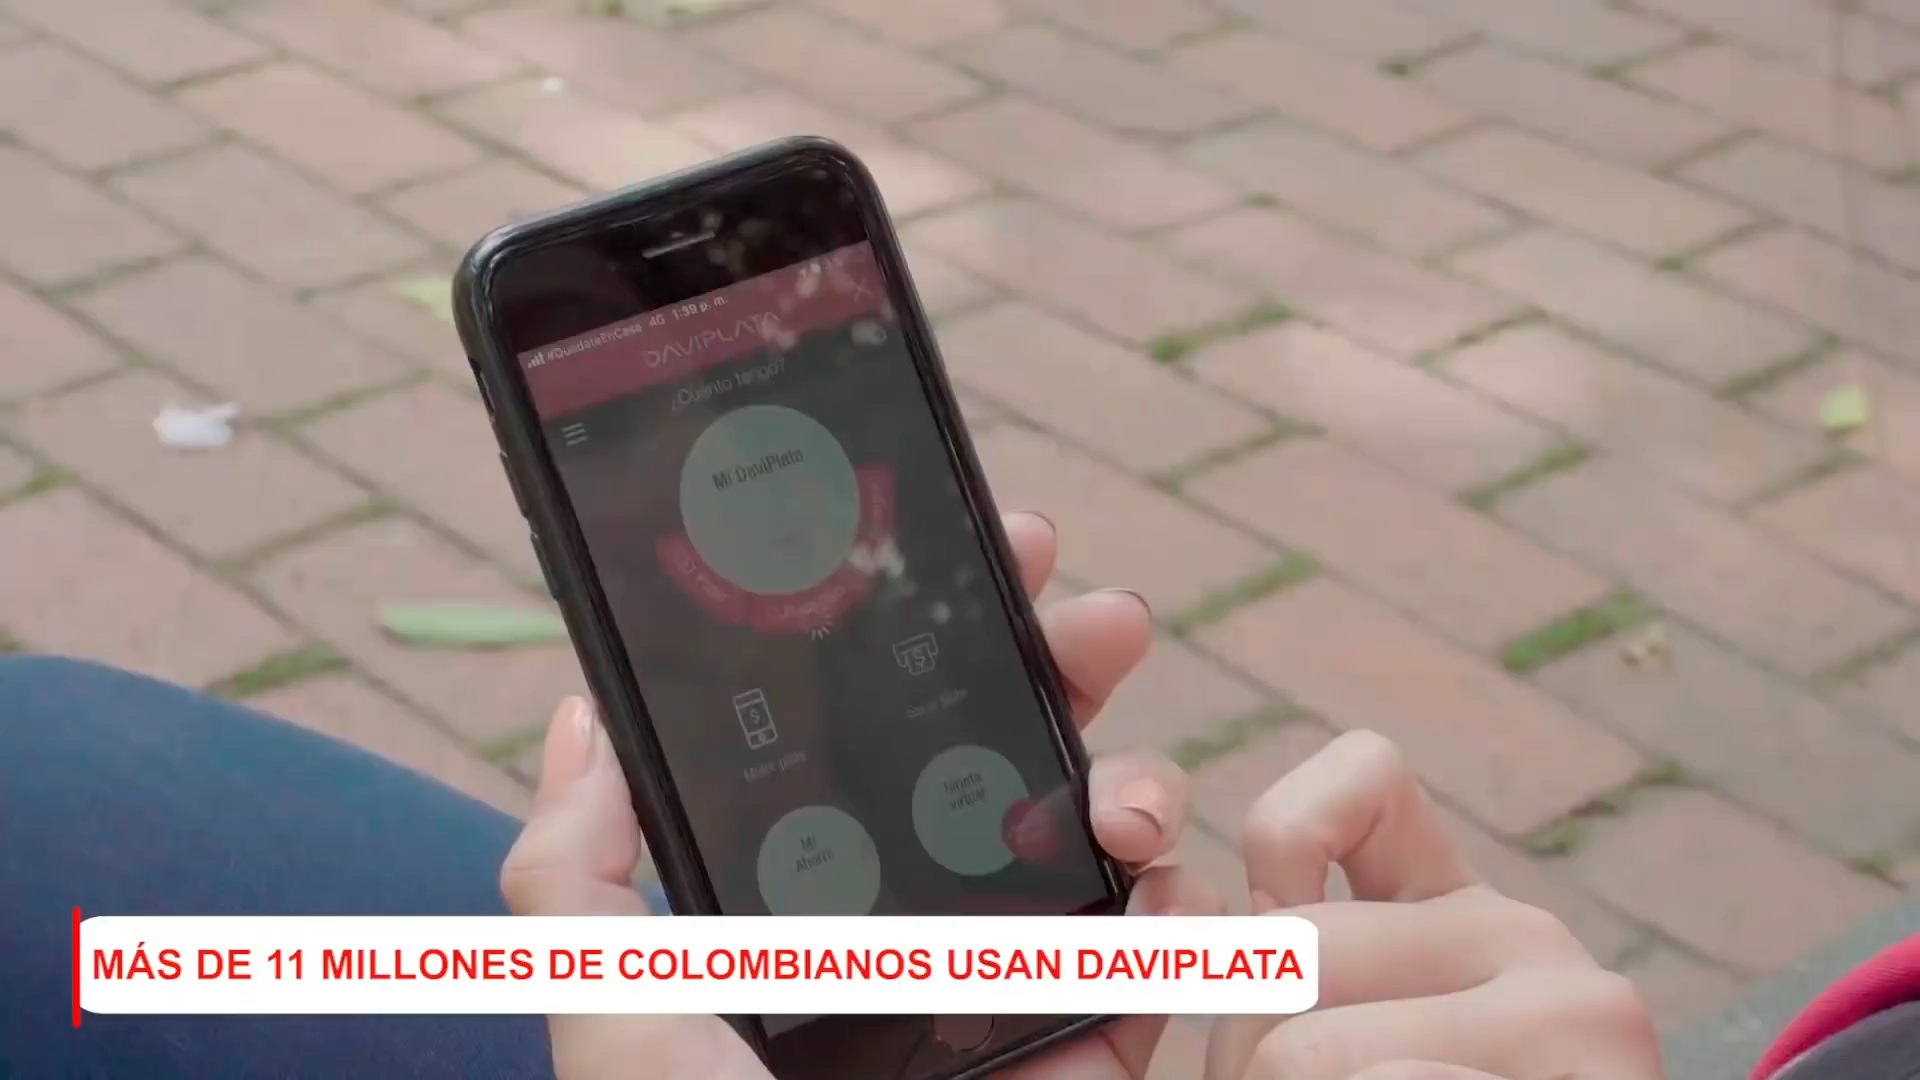 #QuédateEnCasa 4G 1:39 p. m.
DAVIPLATA
¿Cuánto tengo?
Mi DaviPlata
Sacar plata
Meter plata
Tarjeta
virtual
Mi
Ahorro
MÁS DE 11 MILLONES DE COLOMBIANOS USAN DAVIPLATA